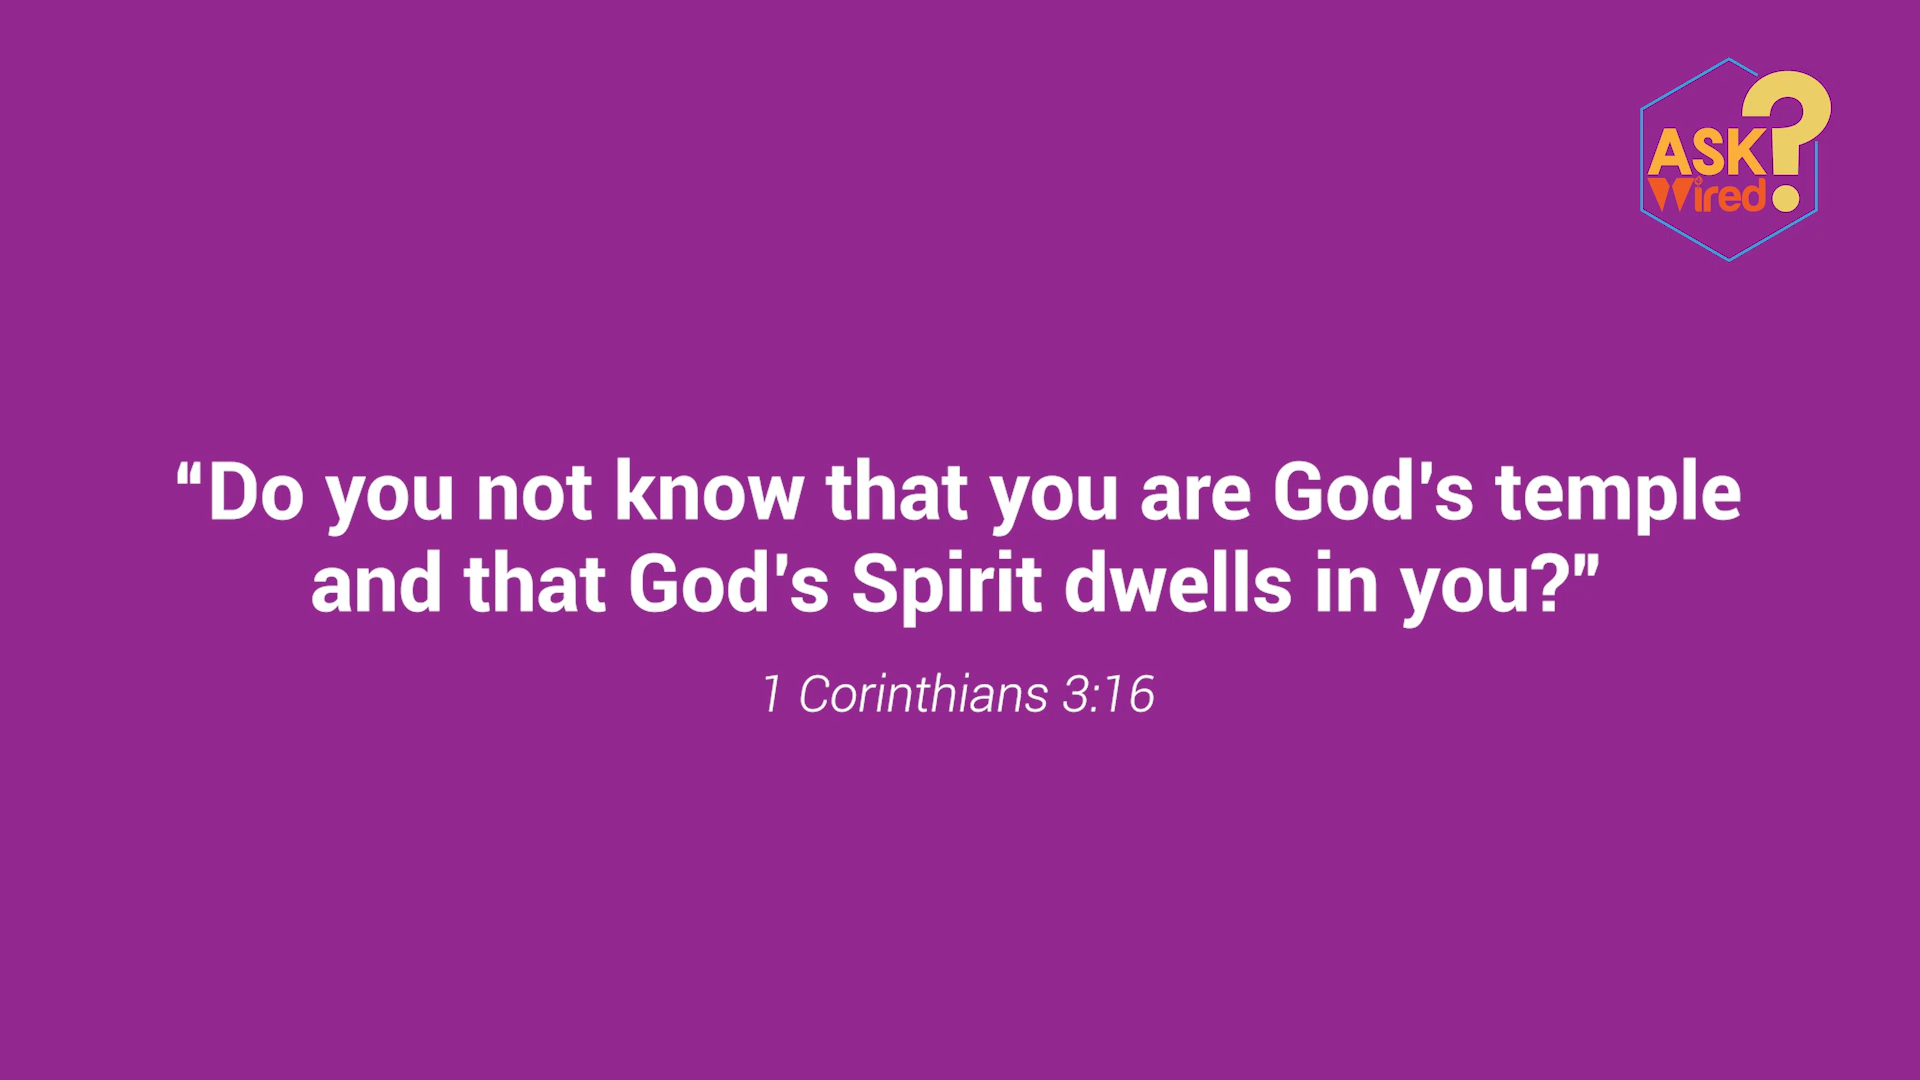 ASK?
Wired
“Do you not know that you are God's temple
and that God's Spirit dwells in you?”
1 Corinthians 3:16